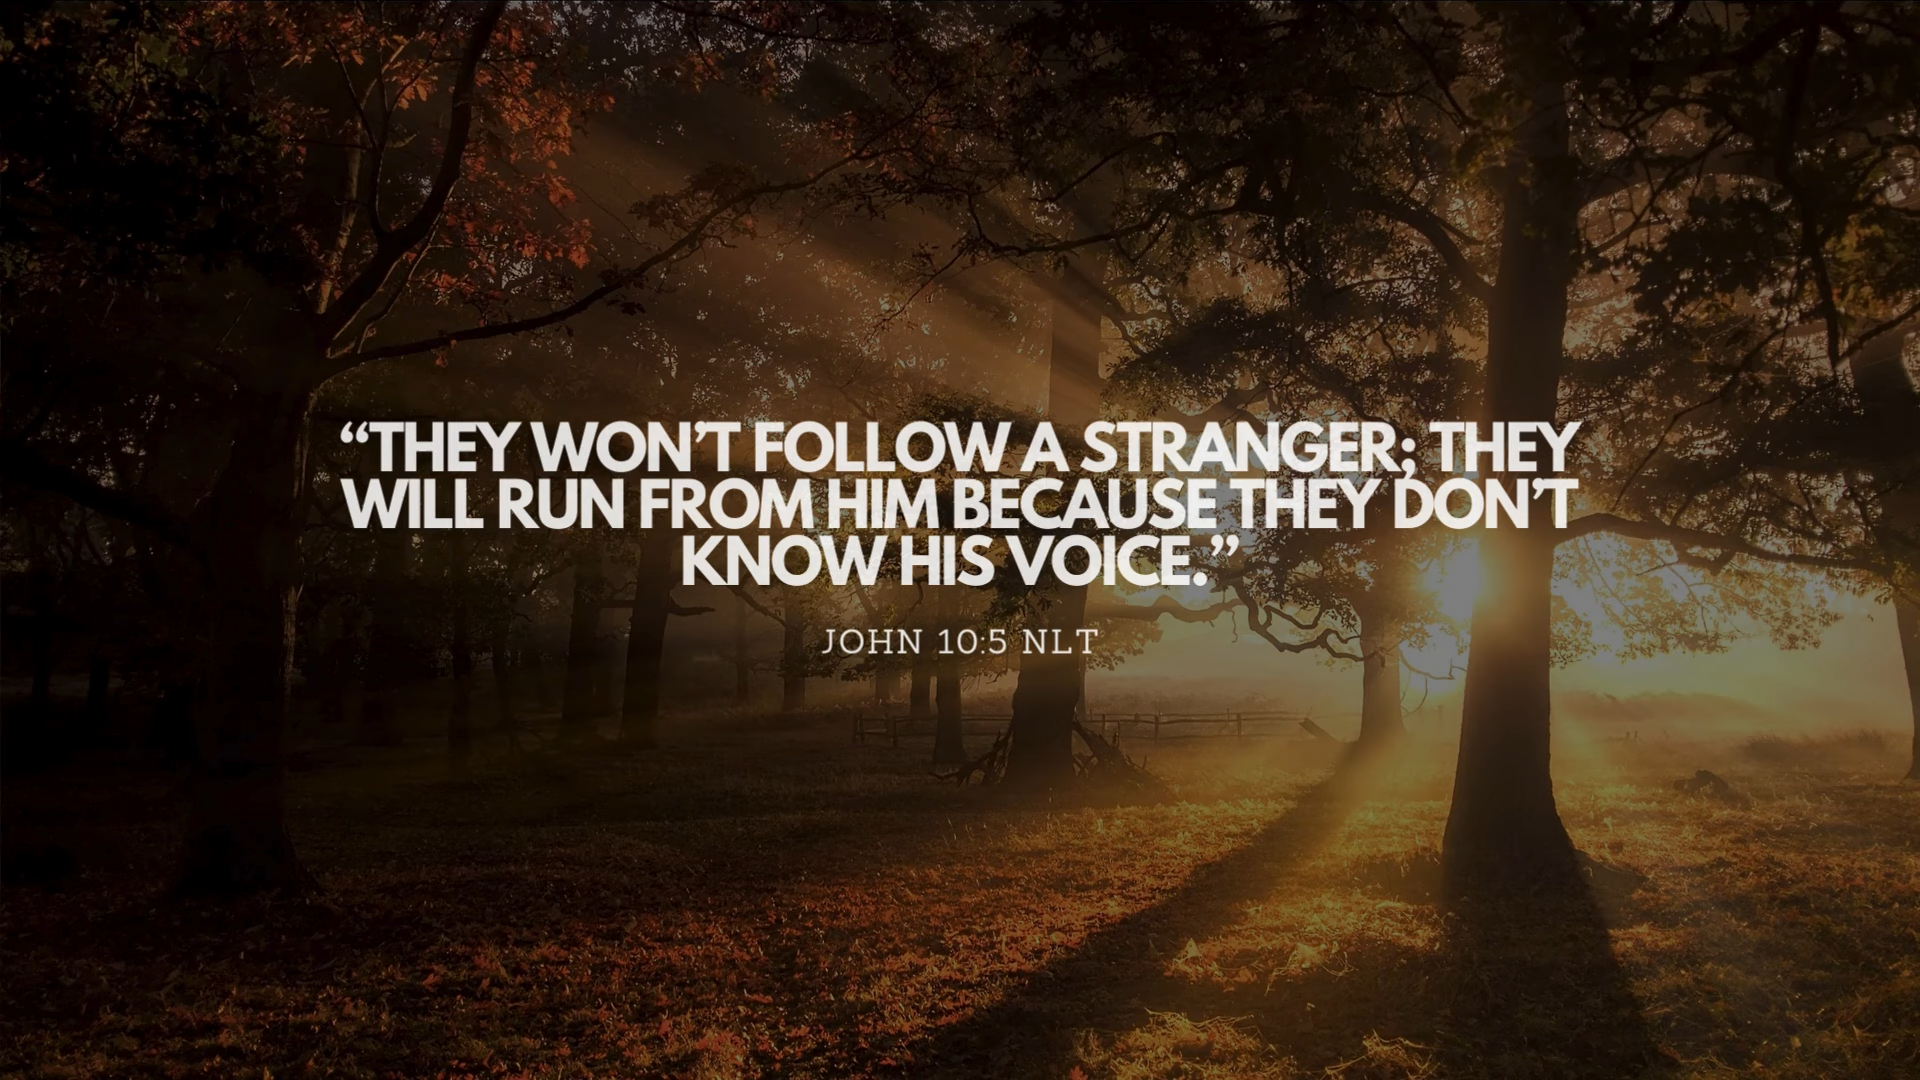 “THEY WON’T FOLLOW A STRANGER; THEY
WILL RUN FROM HIM BECAUSE THEY DON’T
KNOW HIS VOICE.”
JOHN 10:5 NLT